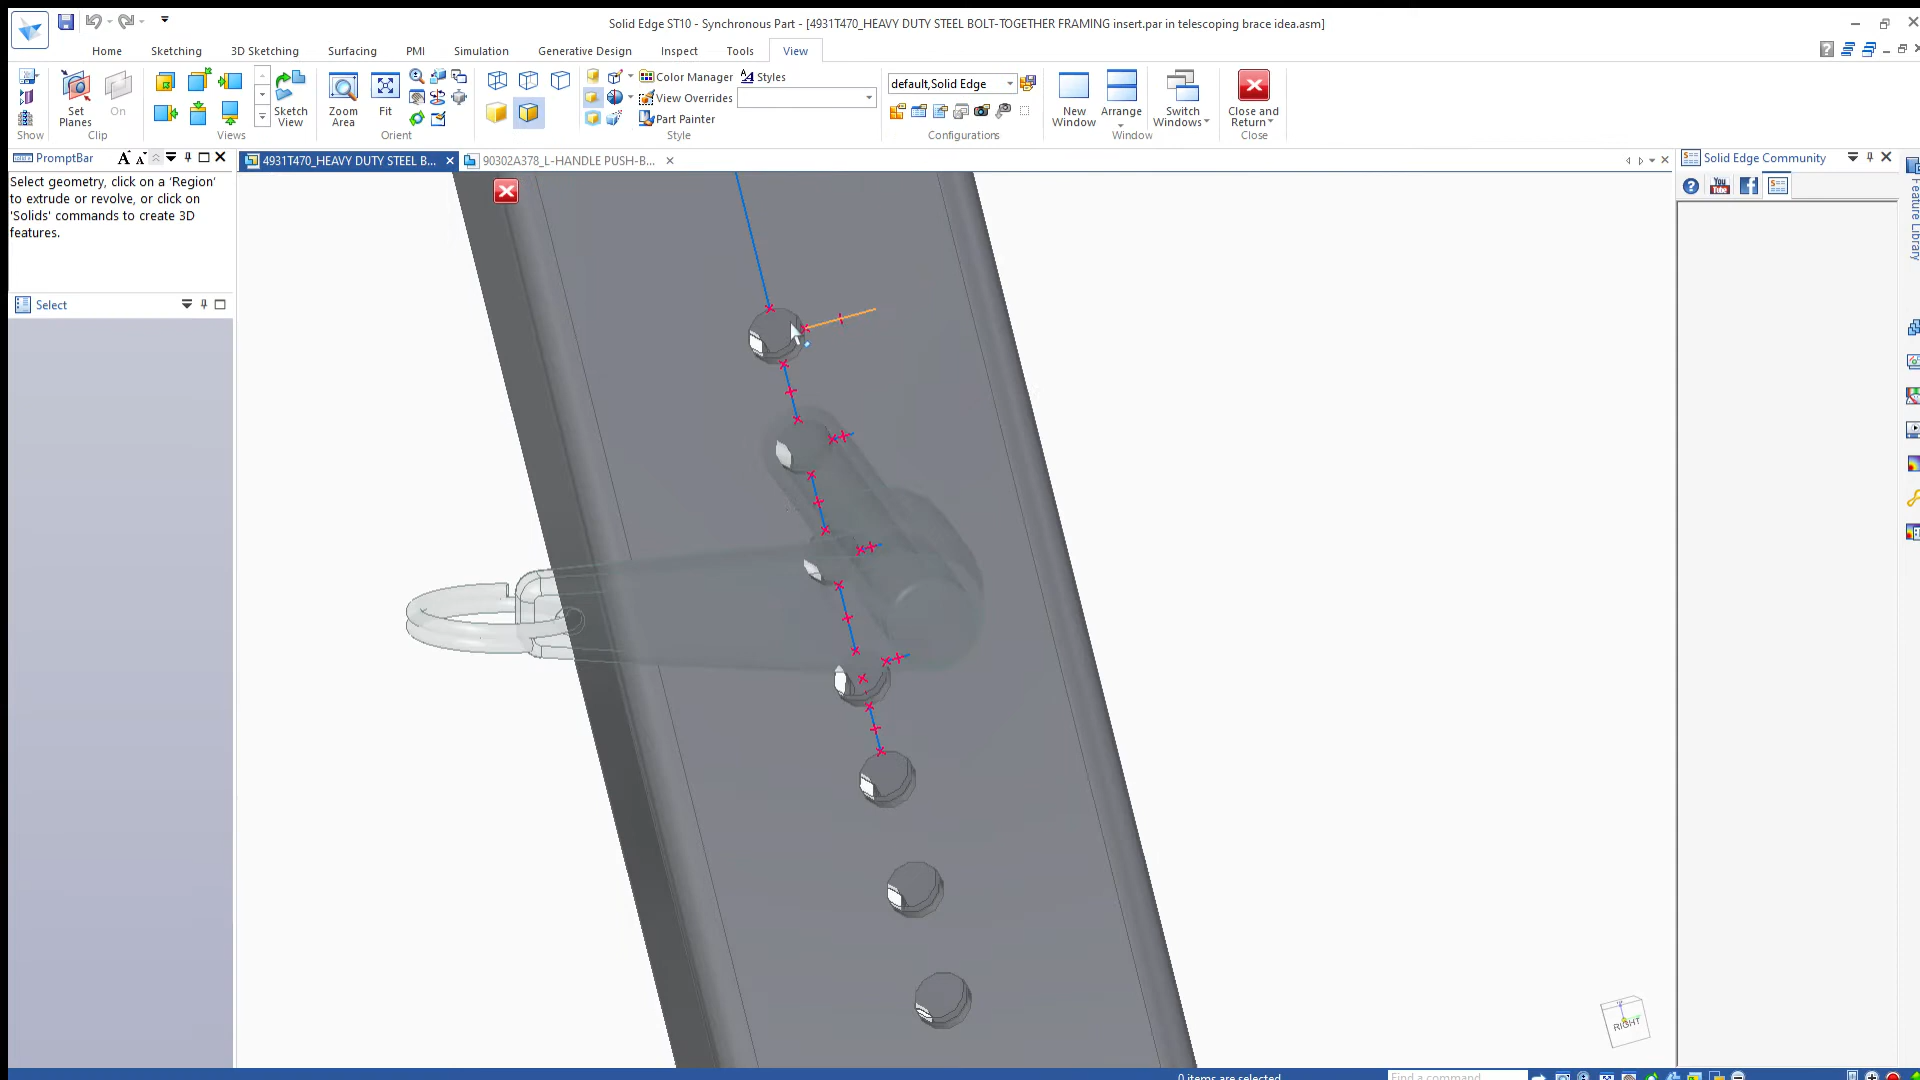 Solid Edge ST10 - Synchronous Part - [4931T470_HEAVY DUTY STEEL BOLT-TOGETHER FRAMING insert.par in telescoping brace idea.asm]
Home
Sketching
3D Sketching
Surfacing
PMI
Simulation
Generative Design
Inspect
Tools
View
Set Planes
On
Sketch View
Zoom Area
Fit
Color Manager
Styles
View Overrides
Part Painter
default,Solid Edge
New Window
Arrange
Switch Windows
Close and Return
Show
Clip
Views
Orient
Style
Configurations
Window
Close
PromptBar
4931T470_HEAVY DUTY STEEL B...
90302A378_L-HANDLE PUSH-B...
Solid Edge Community
Select geometry, click on a 'Region'
to extrude or revolve, or click on
'Solids' commands to create 3D
features.
You Tube
Feature Library
Select
RIGHT
0 items are selected
Find a command